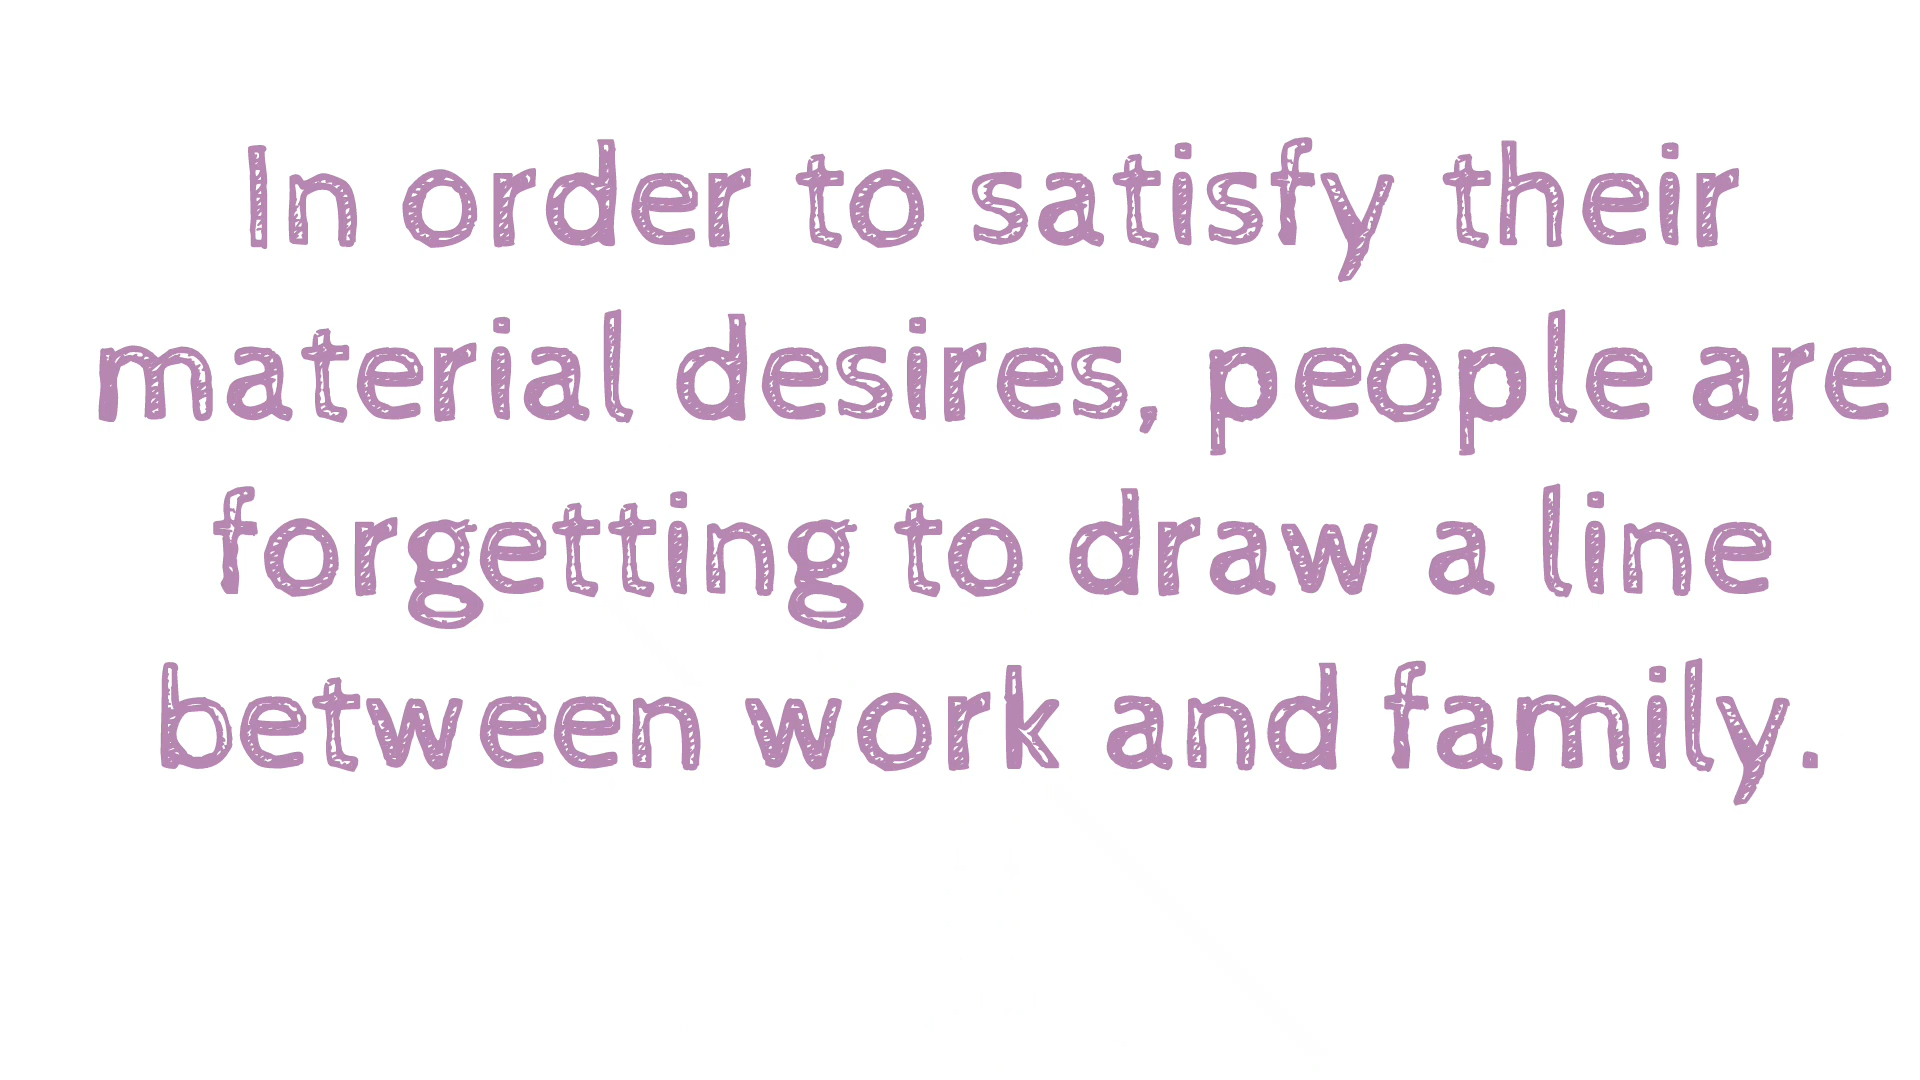 In order to satisfy their
material desires, people are
forgetting to draw a line
between work and family.